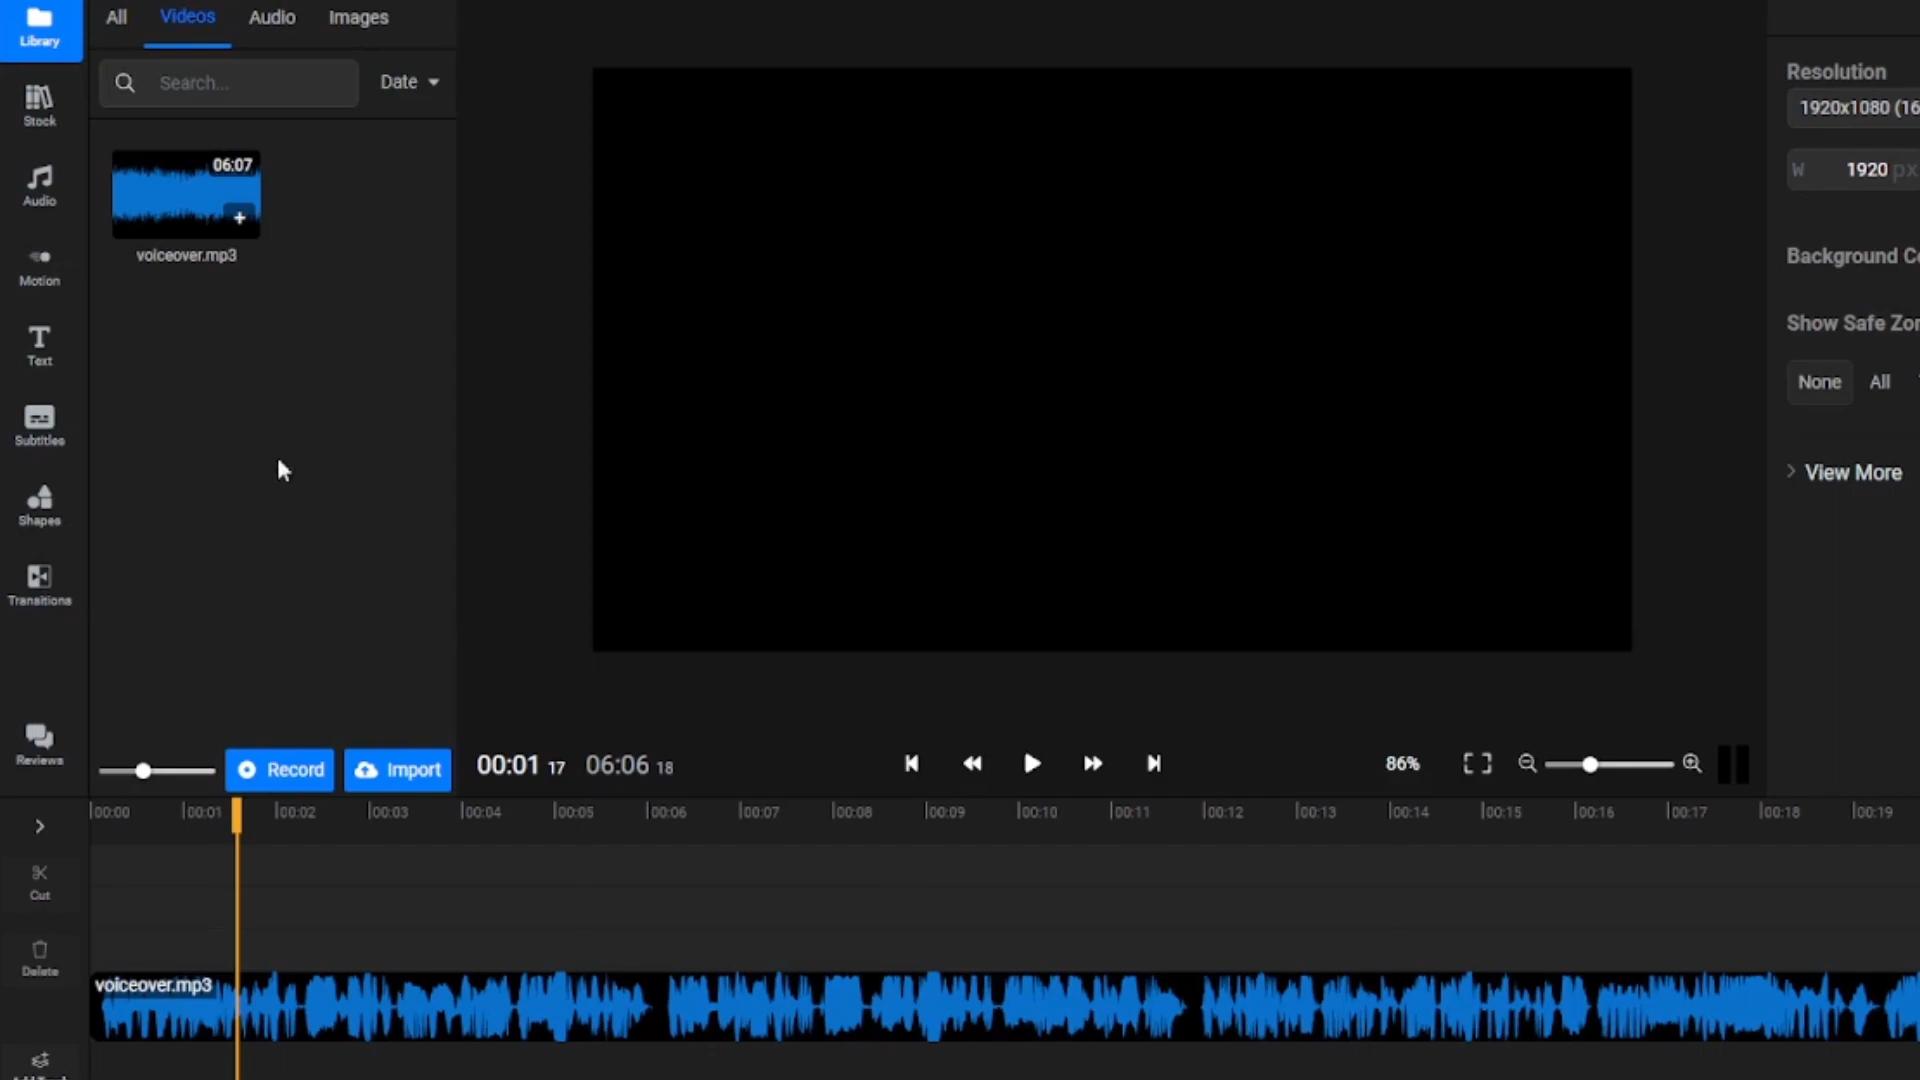 Library
All Videos Audio Images
Search... Date
Stock
Audio
Motion
Text
Subtitles
Shapes
Transitions
Reviews
06:07
+
voiceover.mp3
Resolution
1920x1080 (16
W 1920 px
Background Co
Show Safe Zon
None All
View More
Record Import 00:01 17 06:06 18 86%
00:00 00:01 00:02 00:03 00:04 00:05 00:06 00:07 00:08 00:09 00:10 00:11 00:12 00:13 00:14 00:15 00:16 00:17 00:18 00:19
Cut
Delete
voiceover.mp3